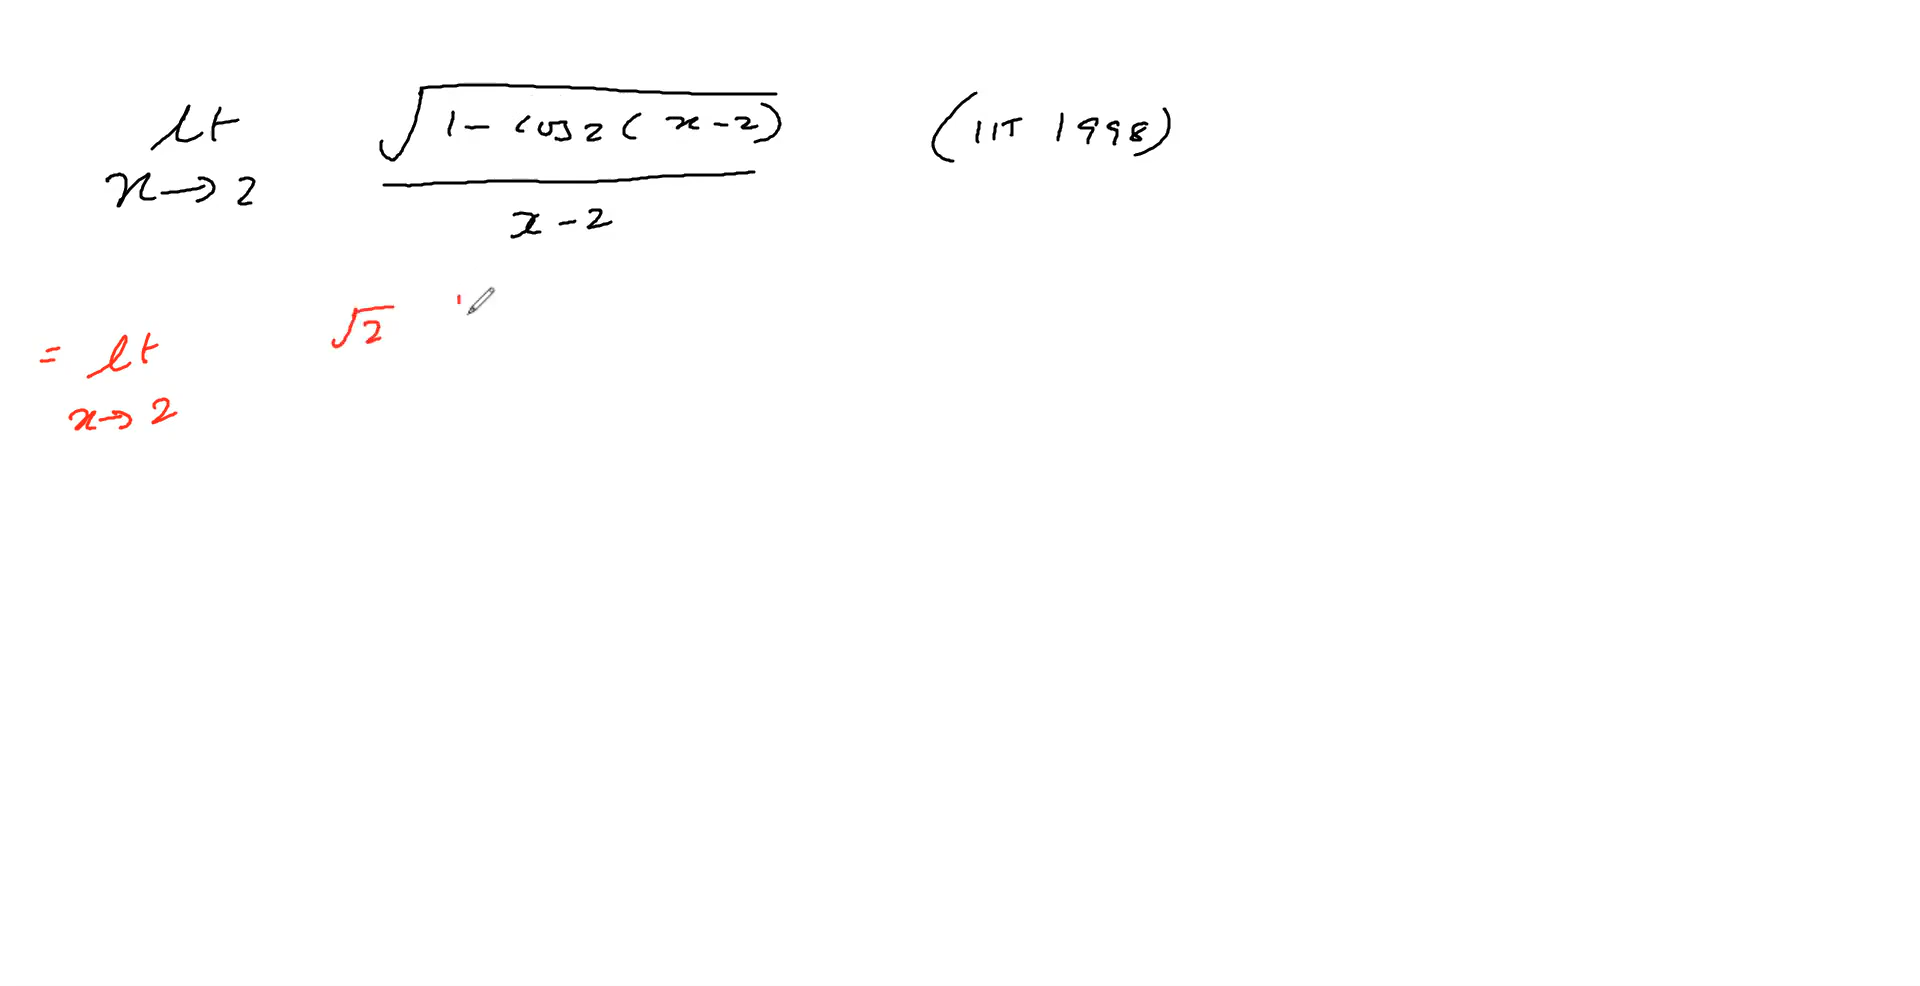 lt x→2 √(1 - cos 2 (x-2)) / (x-2) (IIT 1998)
= lt x→2 √2 |